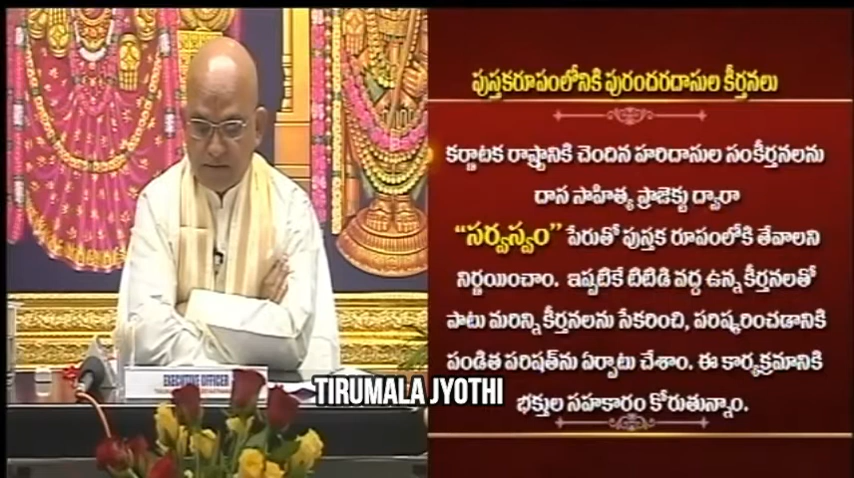 పుస్తకరూపంలోనికి పురందరదాసుల కీర్తనలు
కర్ణాటక రాష్ట్రానికి చెందిన హరిదాసుల సంకీర్తనలను
దాస సాహిత్య ప్రాజెక్టు ద్వారా
“సర్వస్వం” పేరుతో పుస్తక రూపంలోకి తేవాలని
నిర్ణయించాం. ఇప్పటికే టిటిడి వద్ద ఉన్న కీర్తనలతో
పాటు మరిన్ని కీర్తనలను సేకరించి, పరిష్కరించడానికి
పండిత పరిషత్‌ను ఏర్పాటు చేశాం. ఈ కార్యక్రమానికి
భక్తుల సహకారం కోరుతున్నాం.
EXECUTIVE OFFICER
TIRUMALA JYOTHI